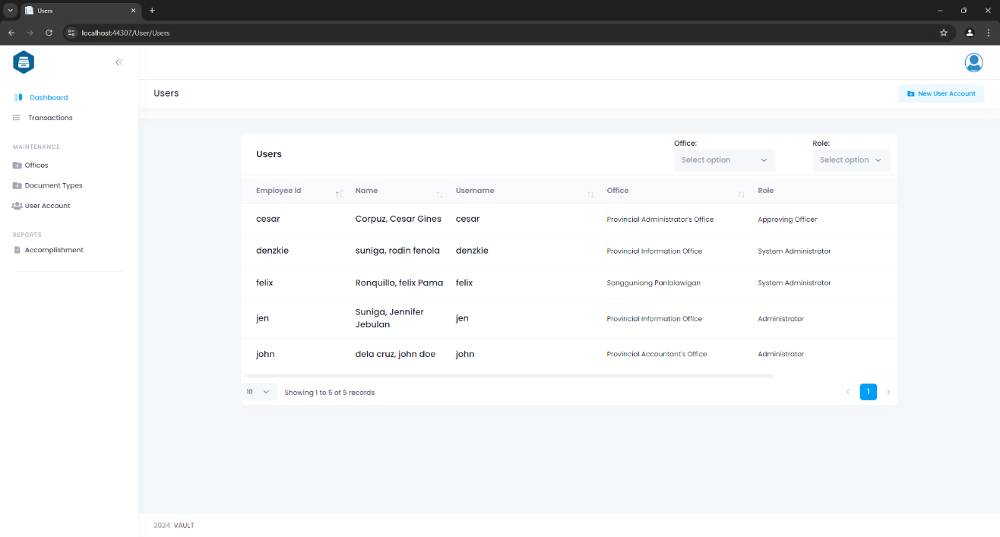 Users
localhost:44307/User/Users
Dashboard
Transactions
MAINTENANCE
Offices
Document Types
User Account
REPORTS
Accomplishment
Users
New User Account
Users
Office:
Select option
Role:
Select option
Employee Id
Name
Username
Office
Role
cesar
Corpuz, Cesar Gines
cesar
Provincial Administrator's Office
Approving Officer
denzkie
suniga, rodin fenola
denzkie
Provincial Information Office
System Administrator
felix
Ronquillo, felix Pama
felix
Sangguniang Panlalawigan
System Administrator
jen
Suniga, Jennifer
Jebulan
jen
Provincial Information Office
Administrator
john
dela cruz, john doe
john
Provincial Accountant's Office
Administrator
10
Showing 1 to 5 of 5 records
1
2024 VAULT